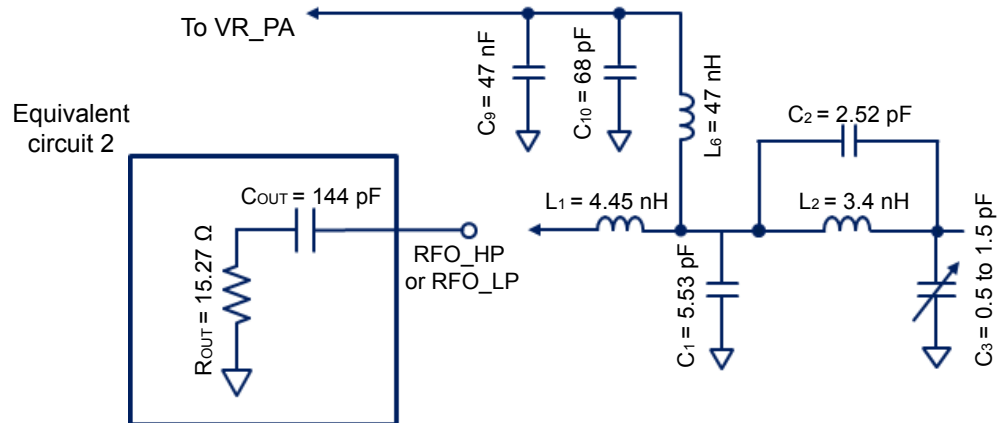 To VR_PA
C9 = 47 nF
C10 = 68 pF
L6 = 47 nH
C2 = 2.52 pF
Equivalent
circuit 2
COUT = 144 pF
L1 = 4.45 nH
L2 = 3.4 nH
ROUT = 15.27 Ω
RFO_HP
or RFO_LP
C1 = 5.53 pF
C3 = 0.5 to 1.5 pF